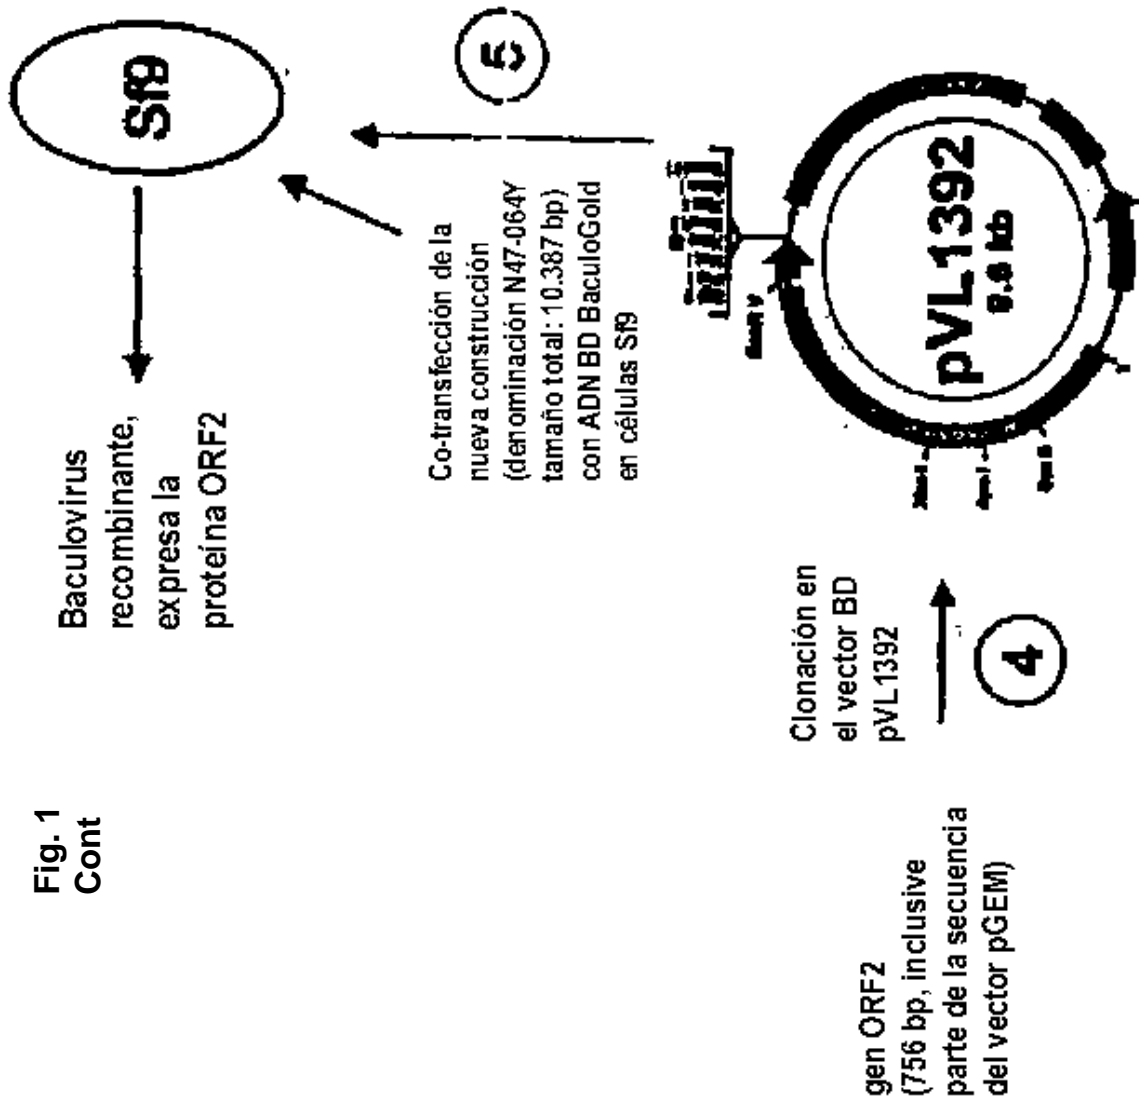 Fig. 1
Cont
gen ORF2
(756 bp, inclusive
parte de la secuencia
del vector pGEM)
Clonación en
el vector BD
pVL1392
4
pVL1392
9.6 kb
EcoR V
Xho I
5
Co-transfección de la
nueva construcción
(denominación N47-064Y
tamaño total: 10.387 bp)
con ADN BD BaculoGold
en células Sf9
Sf9
Baculovirus
recombinante,
expresa la
proteína ORF2